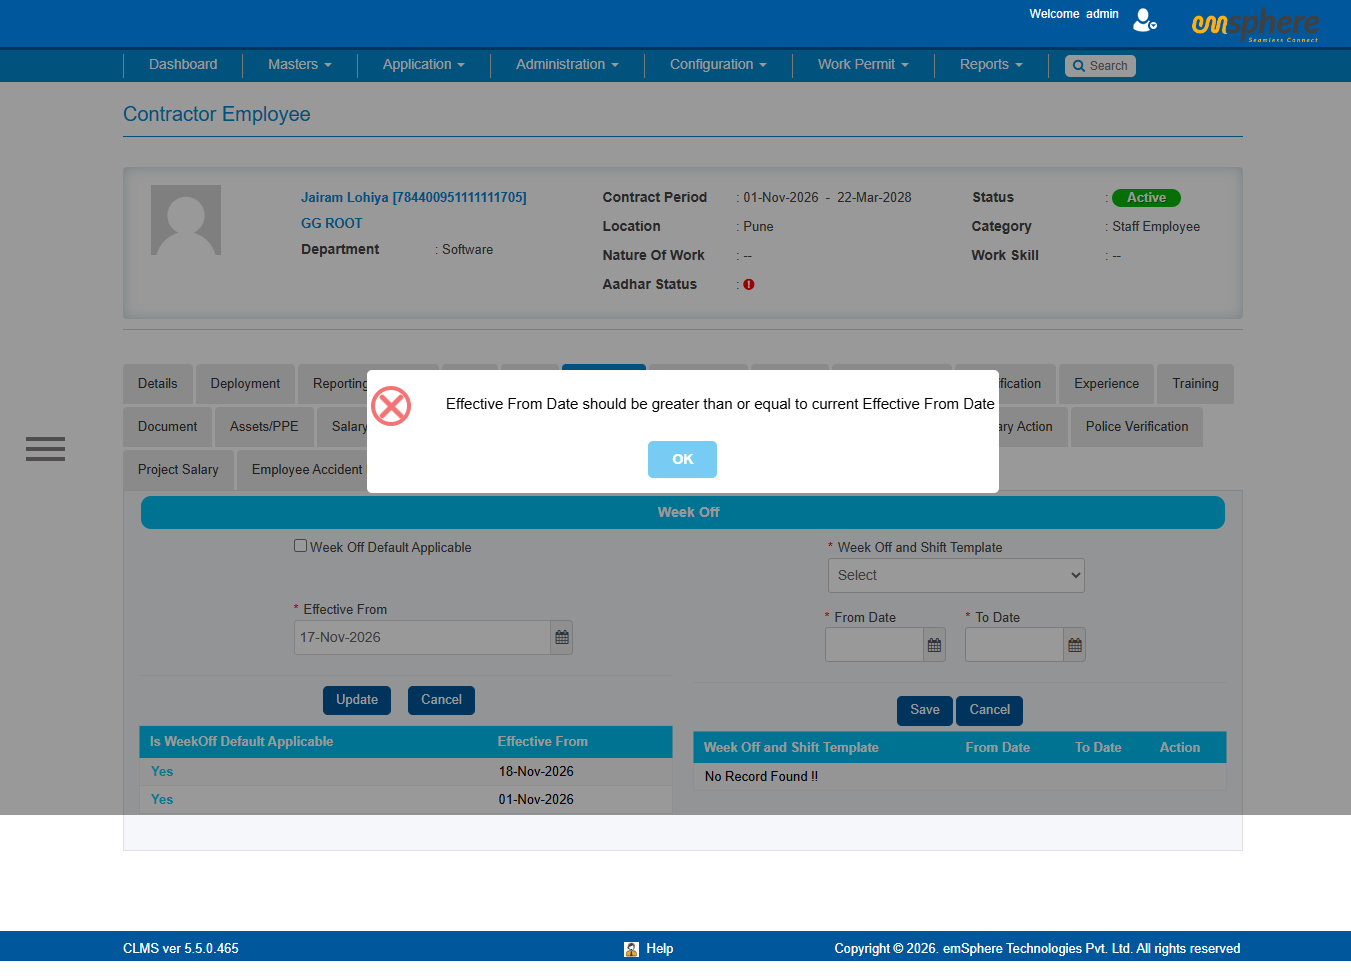 Welcome admin
emsphere
Seamless Connect
Dashboard Masters Application Administration Configuration Work Permit Reports Search
Contractor Employee
Jairam Lohiya [784400951111111705] Contract Period : 01-Nov-2026 - 22-Mar-2028 Status : Active
GG ROOT Location : Pune Category : Staff Employee
Department : Software
Nature Of Work : -- Work Skill : --
Aadhar Status :
Details Deployment Reporting fication Experience Training
Document Assets/PPE Salary ary Action Police Verification
Project Salary Employee Accident
Effective From Date should be greater than or equal to current Effective From Date
OK
Week Off
Week Off Default Applicable
* Week Off and Shift Template
Select
* Effective From
17-Nov-2026
* From Date * To Date
Update Cancel
Save Cancel
Is WeekOff Default Applicable Effective From
Yes 18-Nov-2026
Yes 01-Nov-2026
Week Off and Shift Template From Date To Date Action
No Record Found !!
CLMS ver 5.5.0.465 Help Copyright © 2026. emSphere Technologies Pvt. Ltd. All rights reserved